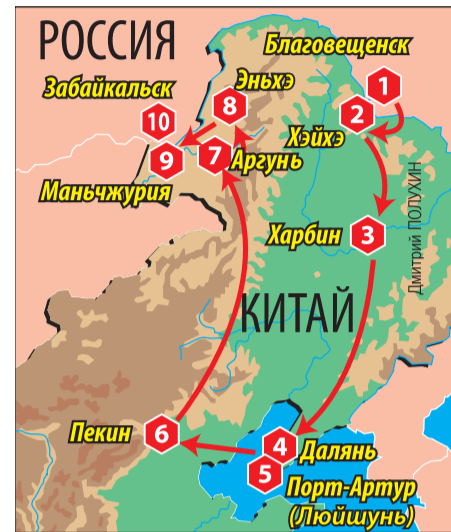 РОССИЯ
Благовещенск
1
Забайкальск
Эньхэ
10
8
2
Хэйхэ
9
7
Аргунь
Маньчжурия
Харбин
3
Дмитрий ПОЛУХИН
КИТАЙ
Пекин
6
4
Далянь
5
Порт-Артур
(Люйшунь)